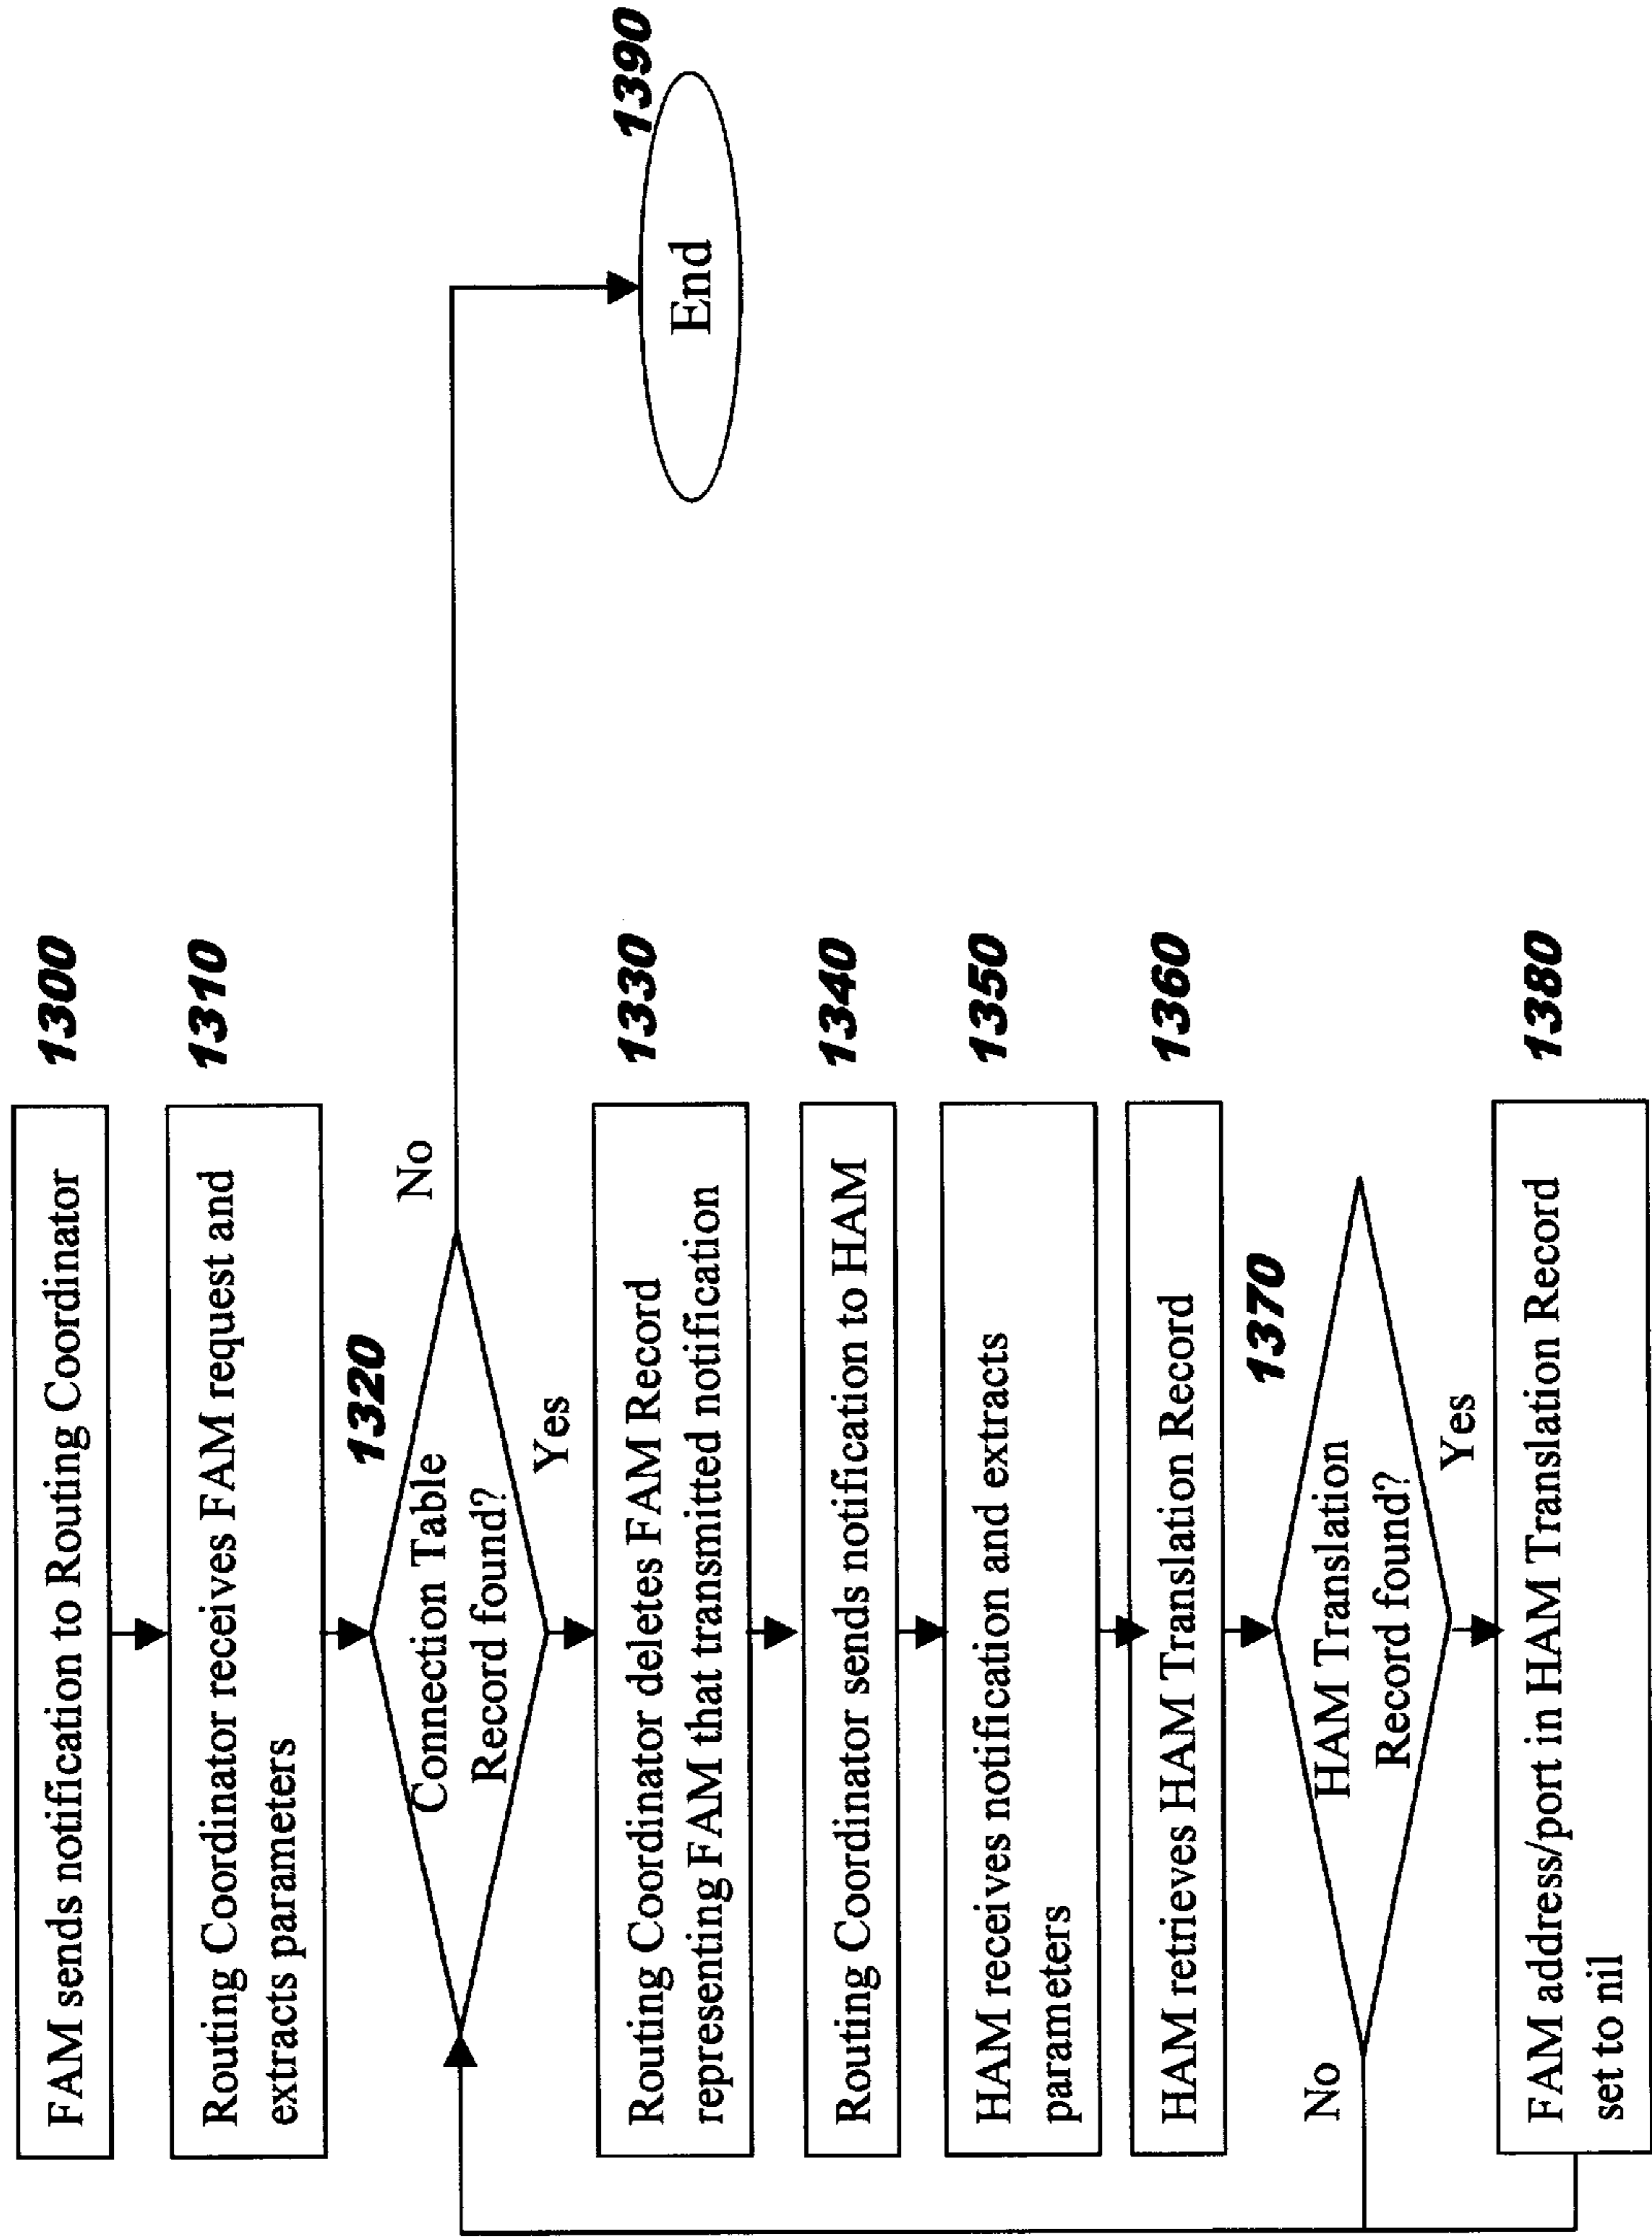 FAM sends notification to Routing Coordinator
1300
Routing Coordinator receives FAM request and
extracts parameters
1310
1320
Connection Table
Record found?
No
Yes
1390
End
Routing Coordinator deletes FAM Record
representing FAM that transmitted notification
1330
Routing Coordinator sends notification to HAM
1340
HAM receives notification and extracts
parameters
1350
HAM retrieves HAM Translation Record
1360
1370
HAM Translation
Record found?
No
Yes
FAM address/port in HAM Translation Record
set to nil
1380